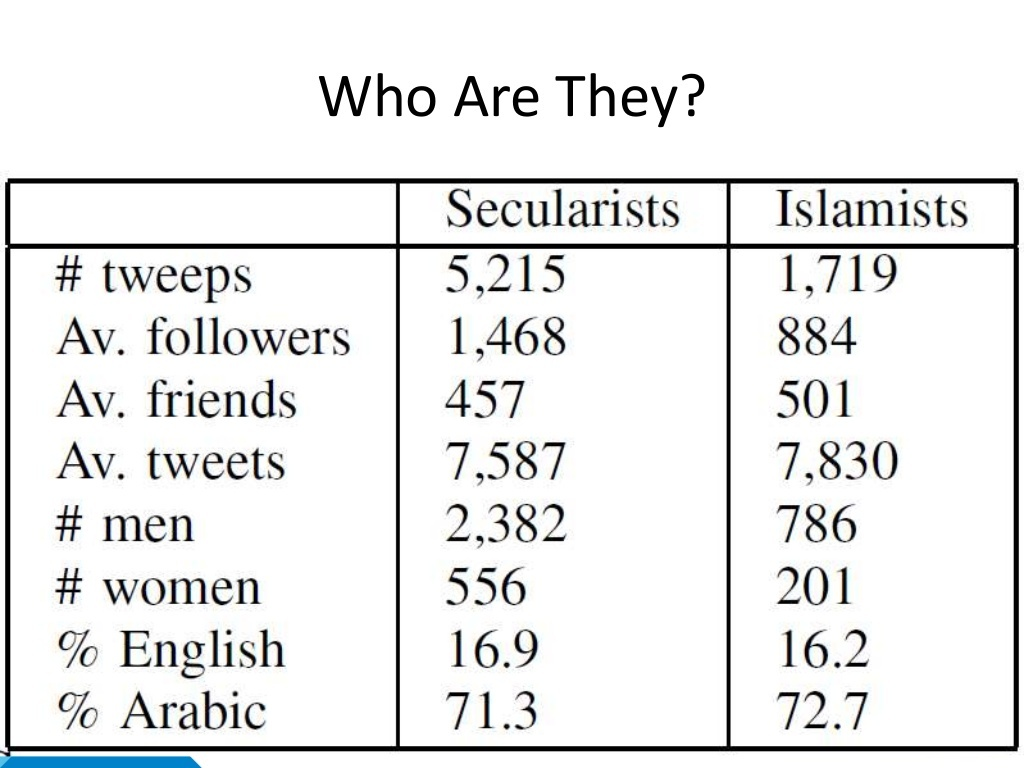 Who Are They?
Secularists Islamists
# tweeps 5,215 1,719
Av. followers 1,468 884
Av. friends 457 501
Av. tweets 7,587 7,830
# men 2,382 786
# women 556 201
% English 16.9 16.2
% Arabic 71.3 72.7